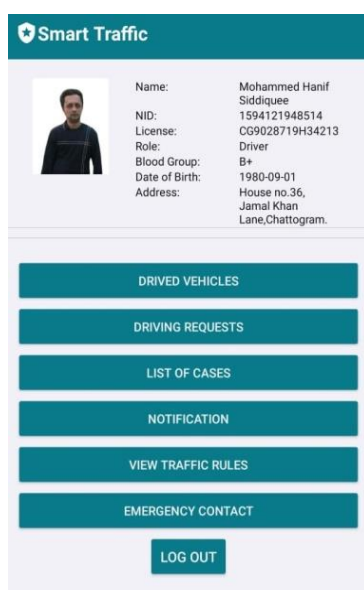 Smart Traffic
Name: Mohammed Hanif
Siddiquee
NID: 1594121948514
License: CG9028719H34213
Role: Driver
Blood Group: B+
Date of Birth: 1980-09-01
Address: House no.36,
Jamal Khan
Lane,Chattogram.
DRIVED VEHICLES
DRIVING REQUESTS
LIST OF CASES
NOTIFICATION
VIEW TRAFFIC RULES
EMERGENCY CONTACT
LOG OUT